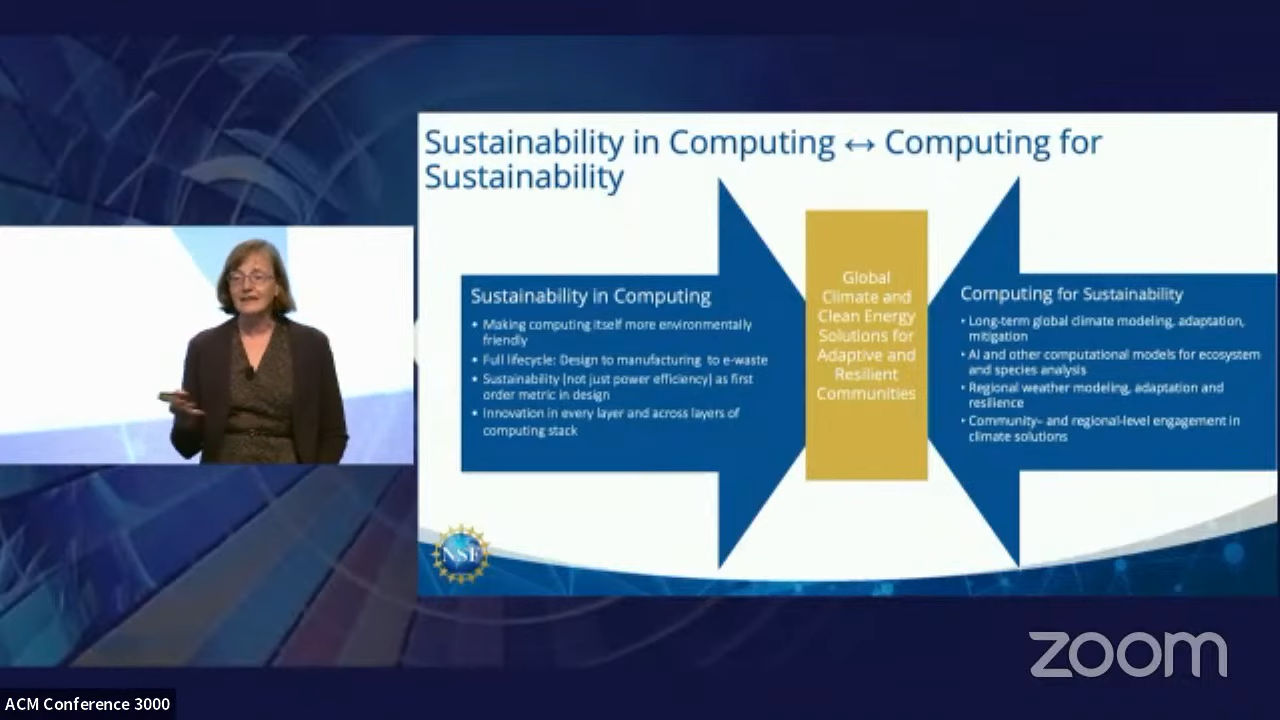 Sustainability in Computing ↔ Computing for
Sustainability
Sustainability in Computing
• Making computing itself more environmentally
friendly
• Full lifecycle: Design to manufacturing to e-waste
• Sustainability (not just power efficiency) as first
order metric in design
• Innovation in every layer and across layers of
computing stack
Global
Climate and
Clean Energy
Solutions for
Adaptive and
Resilient
Communities
Computing for Sustainability
• Long-term global climate modeling, adaptation,
mitigation
• AI and other computational models for ecosystem
and species analysis
• Regional weather modeling, adaptation and
resilience
• Community- and regional-level engagement in
climate solutions
NSF
zoom
ACM Conference 3000